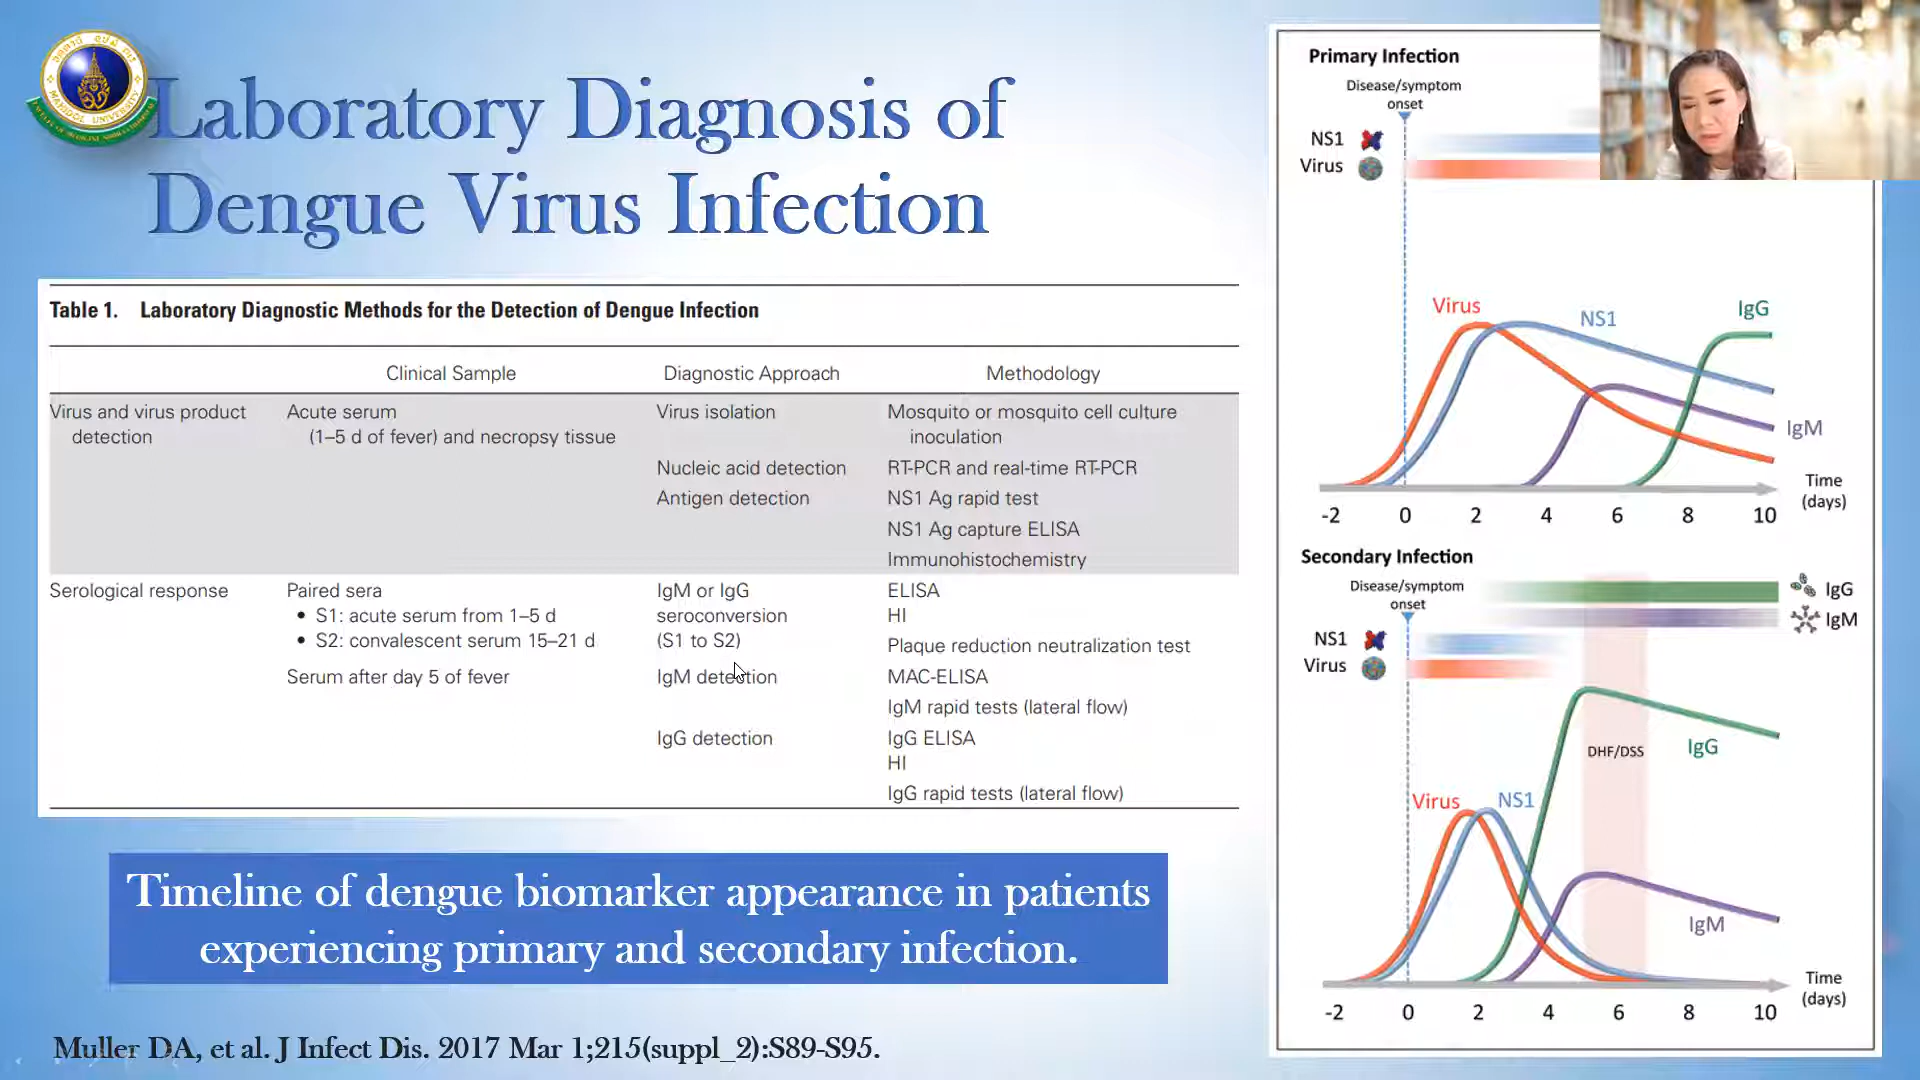 Laboratory Diagnosis of
Dengue Virus Infection
Table 1. Laboratory Diagnostic Methods for the Detection of Dengue Infection
Clinical Sample Diagnostic Approach Methodology
Virus and virus product
detection
Acute serum
(1–5 d of fever) and necropsy tissue
Virus isolation
Mosquito or mosquito cell culture
inoculation
Nucleic acid detection
RT-PCR and real-time RT-PCR
Antigen detection
NS1 Ag rapid test
NS1 Ag capture ELISA
Immunohistochemistry
Serological response
Paired sera
• S1: acute serum from 1–5 d
• S2: convalescent serum 15–21 d
IgM or IgG
seroconversion
(S1 to S2)
ELISA
HI
Plaque reduction neutralization test
Serum after day 5 of fever
IgM detection
MAC-ELISA
IgM rapid tests (lateral flow)
IgG detection
IgG ELISA
HI
IgG rapid tests (lateral flow)
Timeline of dengue biomarker appearance in patients
experiencing primary and secondary infection.
Muller DA, et al. J Infect Dis. 2017 Mar 1;215(suppl_2):S89-S95.
Primary Infection
Disease/symptom
onset
NS1
Virus
Virus
NS1
IgG
IgM
Time
(days)
-2 0 2 4 6 8 10
Secondary Infection
Disease/symptom
onset
IgG
IgM
NS1
Virus
DHF/DSS
IgG
Virus
NS1
IgM
Time
(days)
-2 0 2 4 6 8 10